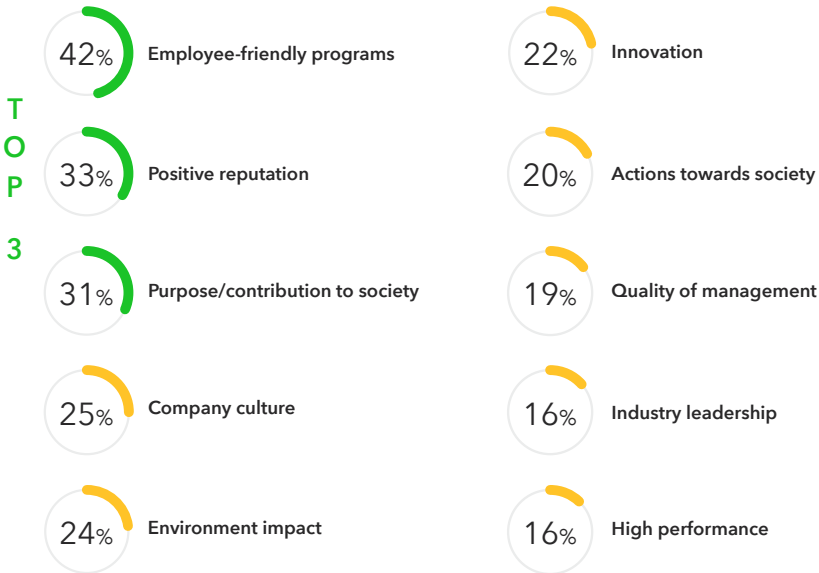 TOP 3
42%
Employee-friendly programs
33%
Positive reputation
31%
Purpose/contribution to society
25%
Company culture
24%
Environment impact
22%
Innovation
20%
Actions towards society
19%
Quality of management
16%
Industry leadership
16%
High performance